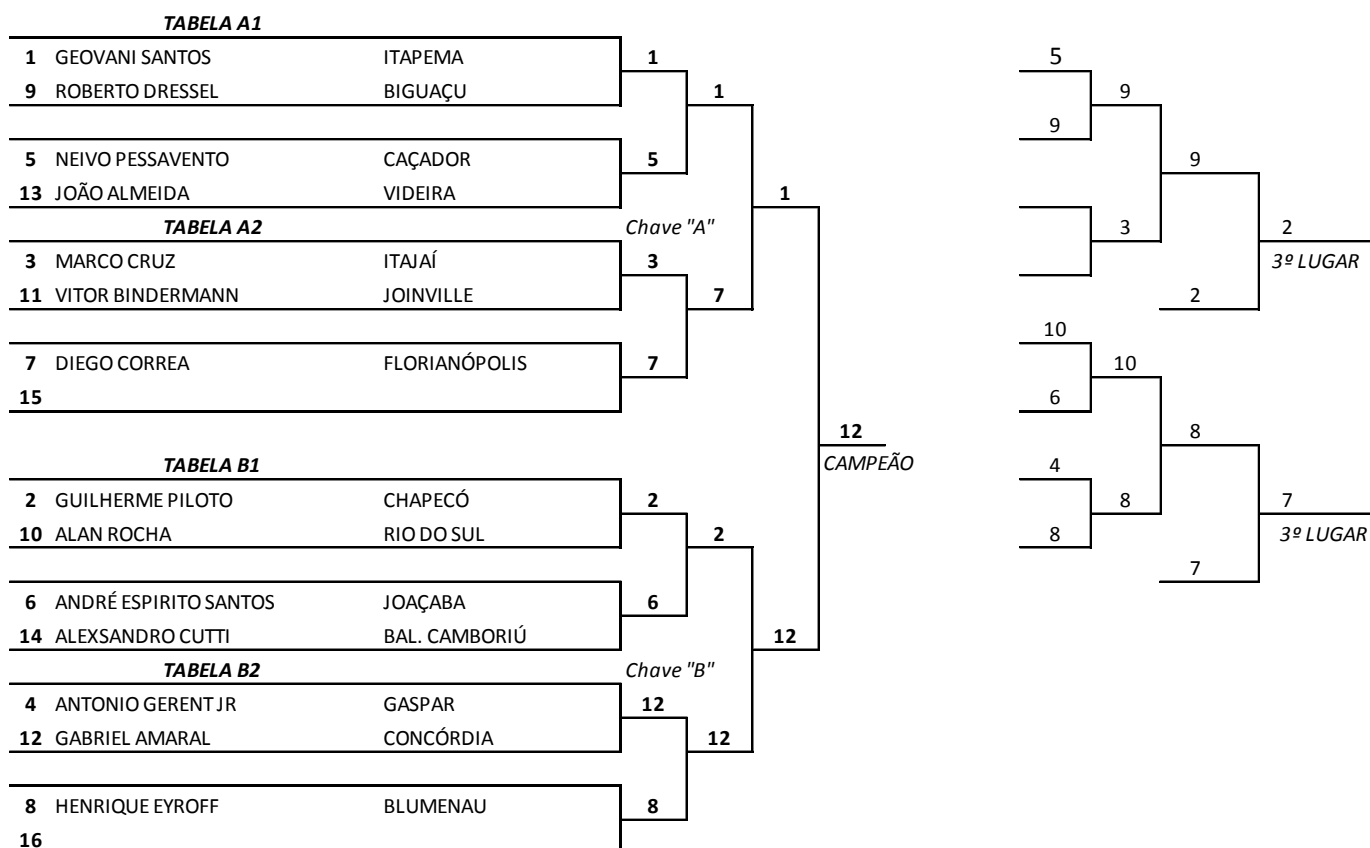 TABELA A1
1 GEOVANI SANTOS ITAPEMA 1 5
9 ROBERTO DRESSEL BIGUAÇU 1 9
9
5 NEIVO PESSAVENTO CAÇADOR 5 9
13 JOÃO ALMEIDA VIDEIRA 1
TABELA A2 Chave "A" 3 2
3 MARCO CRUZ ITAJAÍ 3 3º LUGAR
11 VITOR BINDERMANN JOINVILLE 7 2
10
7 DIEGO CORREA FLORIANÓPOLIS 7 10
15 6
12 8
TABELA B1 CAMPEÃO 4
2 GUILHERME PILOTO CHAPECÓ 2 8 7
10 ALAN ROCHA RIO DO SUL 2 8 3º LUGAR
7
6 ANDRÉ ESPIRITO SANTOS JOAÇABA 6
14 ALEXSANDRO CUTTI BAL. CAMBORIÚ 12
TABELA B2 Chave "B"
4 ANTONIO GERENT JR GASPAR 12
12 GABRIEL AMARAL CONCÓRDIA 12
8 HENRIQUE EYROFF BLUMENAU 8
16